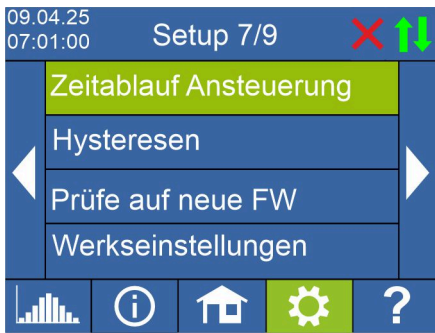 09.04.25
07:01:00
Setup 7/9
Zeitablauf Ansteuerung
Hysteresen
Prüfe auf neue FW
Werkseinstellungen
?